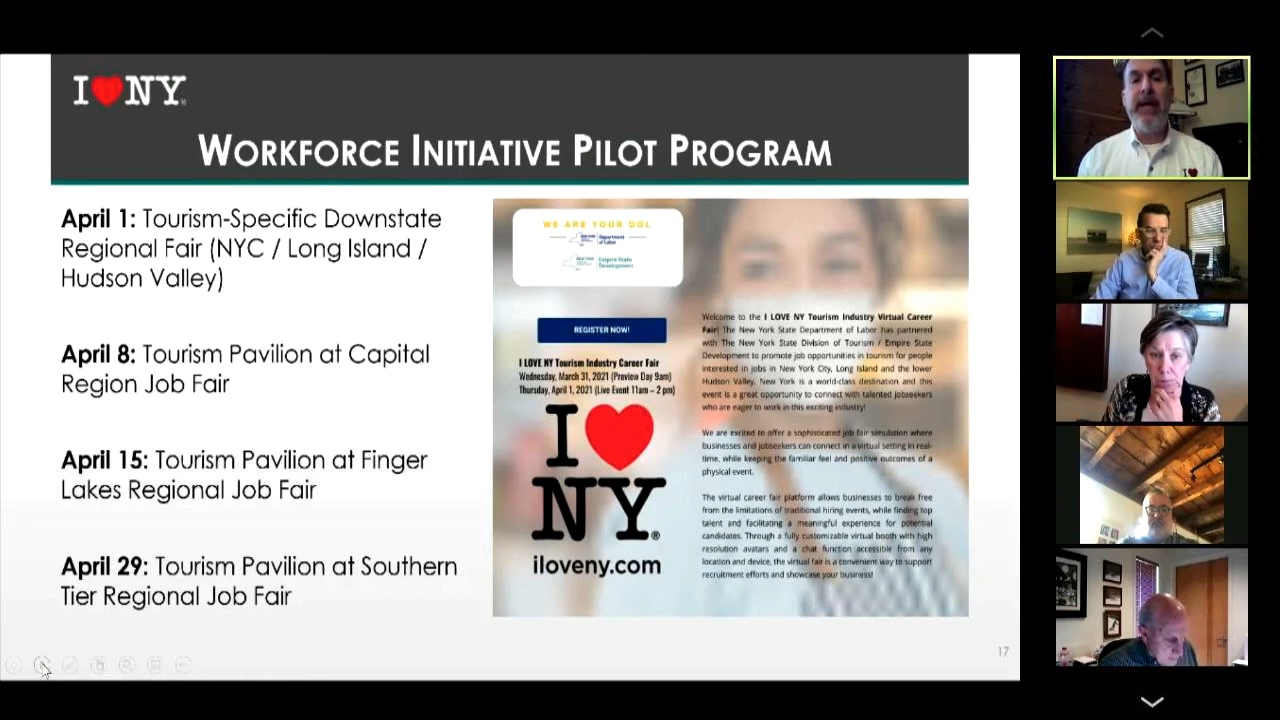 I NY
WORKFORCE INITIATIVE PILOT PROGRAM
April 1: Tourism-Specific Downstate
Regional Fair (NYC / Long Island /
Hudson Valley)
April 8: Tourism Pavilion at Capital
Region Job Fair
April 15: Tourism Pavilion at Finger
Lakes Regional Job Fair
April 29: Tourism Pavilion at Southern
Tier Regional Job Fair
WE ARE YOUR DOL
Department
of Labor
Empire State
Development
REGISTER NOW!
I LOVE NY Tourism Industry Career Fair
Wednesday, March 31, 2021 (Preview Day 9am)
Thursday, April 1, 2021 (Live Event 11am – 2 pm)
I
NY®
iloveny.com
Welcome to the I LOVE NY Tourism Industry Virtual Career
Fair! The New York State Department of Labor has partnered
with The New York State Division of Tourism / Empire State
Development to promote job opportunities in tourism for people
interested in jobs in New York City, Long Island and the lower
Hudson Valley. New York is a world-class destination and this
event is a great opportunity to connect with talented jobseekers
who are eager to work in this exciting industry!
We are excited to offer a sophisticated job fair simulation where
businesses and jobseekers can connect in a virtual setting in real-
time, while keeping the familiar feel and positive outcomes of a
physical event.
The virtual career fair platform allows businesses to break free
from the limitations of traditional hiring events, while finding top
talent and facilitating a meaningful experience for potential
candidates. Through a fully customizable virtual booth with high
resolution avatars and a chat function accessible from any
location and device, the virtual fair is a convenient way to support
recruitment efforts and showcase your business!
17